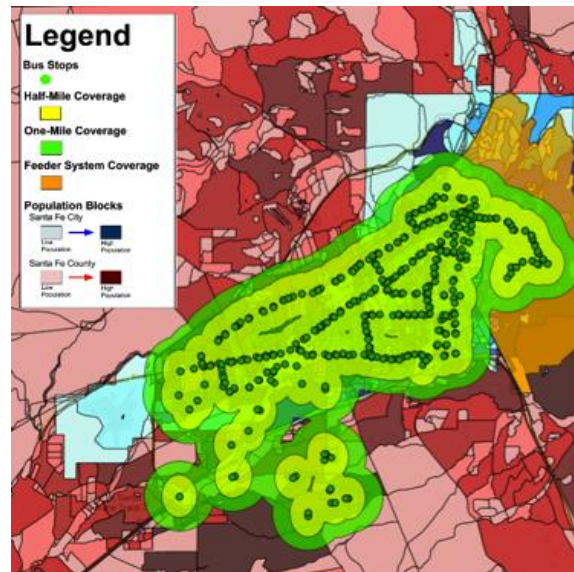 Legend
Bus Stops
Half-Mile Coverage
One-Mile Coverage
Feeder System Coverage
Population Blocks
Santa Fe City
Low Population
High Population
Santa Fe County
Low Population
High Population